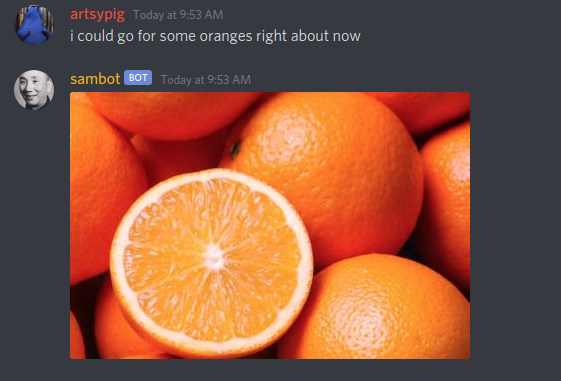 artsypig Today at 9:53 AM
i could go for some oranges right about now
sambot BOT Today at 9:53 AM